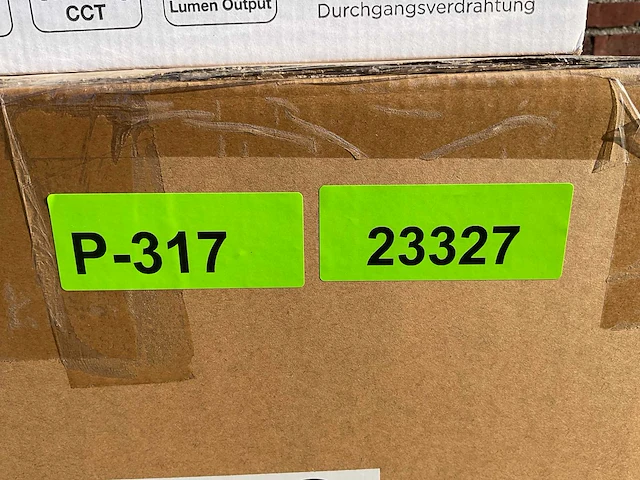 CCT
Lumen Output
Durchgangsverdrahtung
P-317
23327